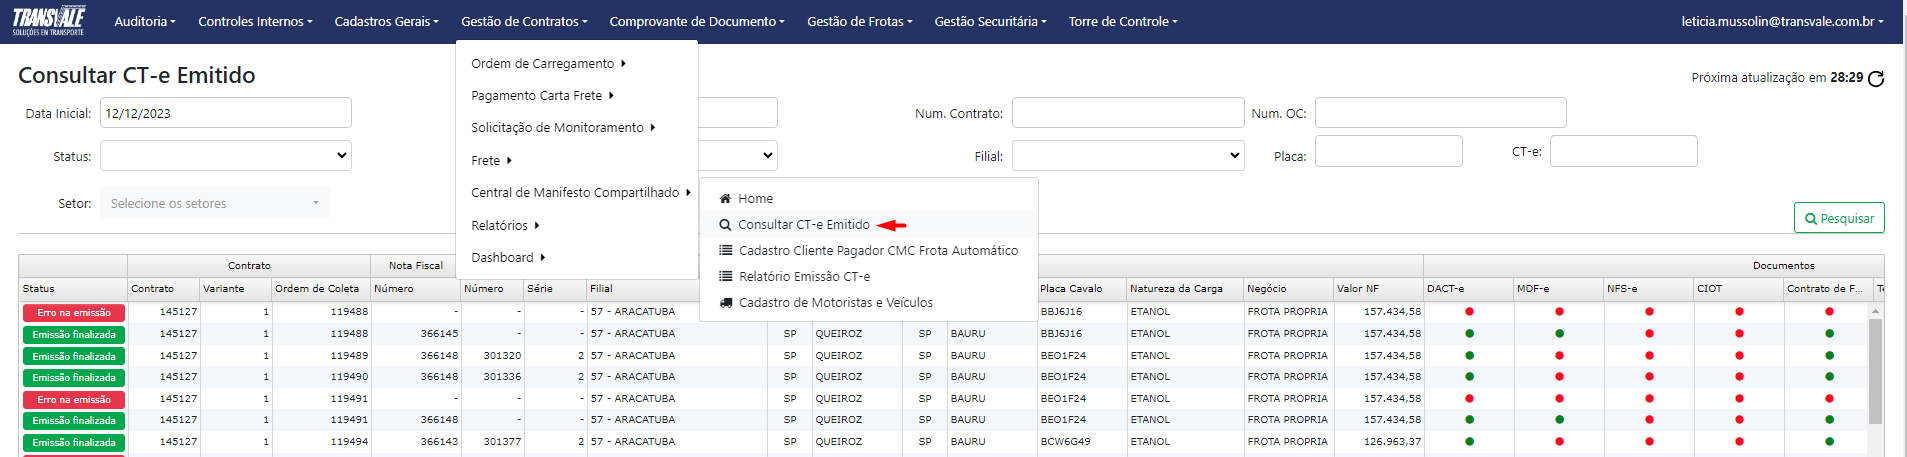 TRANSVALE
SOLUÇÕES EM TRANSPORTE
Auditoria Controles Internos Cadastros Gerais Gestão de Contratos Comprovante de Documento Gestão de Frotas Gestão Securitária Torre de Controle leticia.mussolin@transvale.com.br
Consultar CT-e Emitido
Próxima atualização em 28:29
Data Inicial: 12/12/2023
Num. Contrato:
Num. OC:
Status:
Filial:
Placa:
CT-e:
Setor: Selecione os setores
Pesquisar
Ordem de Carregamento
Pagamento Carta Frete
Solicitação de Monitoramento
Frete
Central de Manifesto Compartilhado
Relatórios
Dashboard
Home
Consultar CT-e Emitido
Cadastro Cliente Pagador CMC Frota Automático
Relatório Emissão CT-e
Cadastro de Motoristas e Veículos
Contrato Nota Fiscal Documentos
Status Contrato Variante Ordem de Coleta Número Número Série Filial Placa Cavalo Natureza da Carga Negócio Valor NF DACT-e MDF-e NFS-e CIOT Contrato de F...
Erro na emissão 145127 1 119488 - - - 57 - ARACATUBA BBJ6J16 ETANOL FROTA PROPRIA 157.434,58
Emissão finalizada 145127 1 119488 366145 - - 57 - ARACATUBA SP QUEIROZ SP BAURU BBJ6J16 ETANOL FROTA PROPRIA 157.434,58
Emissão finalizada 145127 1 119489 366148 301320 2 57 - ARACATUBA SP QUEIROZ SP BAURU BEO1F24 ETANOL FROTA PROPRIA 157.434,58
Emissão finalizada 145127 1 119490 366148 301336 2 57 - ARACATUBA SP QUEIROZ SP BAURU BEO1F24 ETANOL FROTA PROPRIA 157.434,58
Erro na emissão 145127 1 119491 - - - 57 - ARACATUBA SP QUEIROZ SP BAURU BEO1F24 ETANOL FROTA PROPRIA 157.434,58
Emissão finalizada 145127 1 119491 366148 - - 57 - ARACATUBA SP QUEIROZ SP BAURU BEO1F24 ETANOL FROTA PROPRIA 157.434,58
Emissão finalizada 145127 1 119494 366143 301377 2 57 - ARACATUBA SP QUEIROZ SP BAURU BCW6G49 ETANOL FROTA PROPRIA 126.963,37